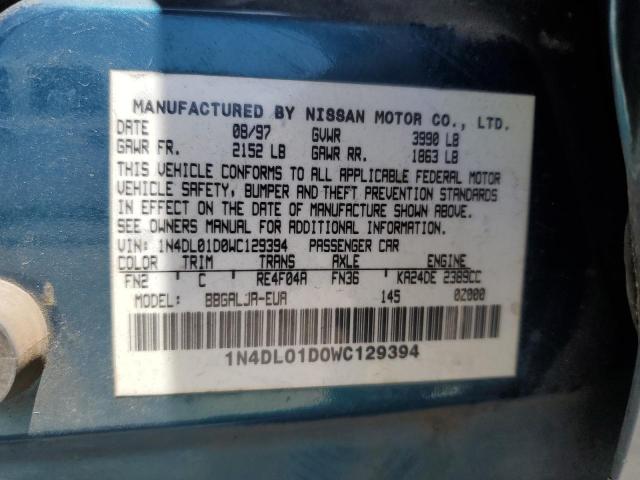 MANUFACTURED BY NISSAN MOTOR CO., LTD.
DATE 08/97 GVWR 3990 LB
GAWR FR. 2152 LB GAWR RR. 1863 LB
THIS VEHICLE CONFORMS TO ALL APPLICABLE FEDERAL MOTOR
VEHICLE SAFETY, BUMPER AND THEFT PREVENTION STANDARDS
IN EFFECT ON THE DATE OF MANUFACTURE SHOWN ABOVE.
SEE OWNERS MANUAL FOR ADDITIONAL INFORMATION.
VIN: 1N4DL01D0WC129394 PASSENGER CAR
COLOR TRIM TRANS AXLE ENGINE
FN2 C RE4F04A FN36 KA24DE 2389CC
MODEL: BBGALJA-EUA 145 0Z000
1N4DL01D0WC129394